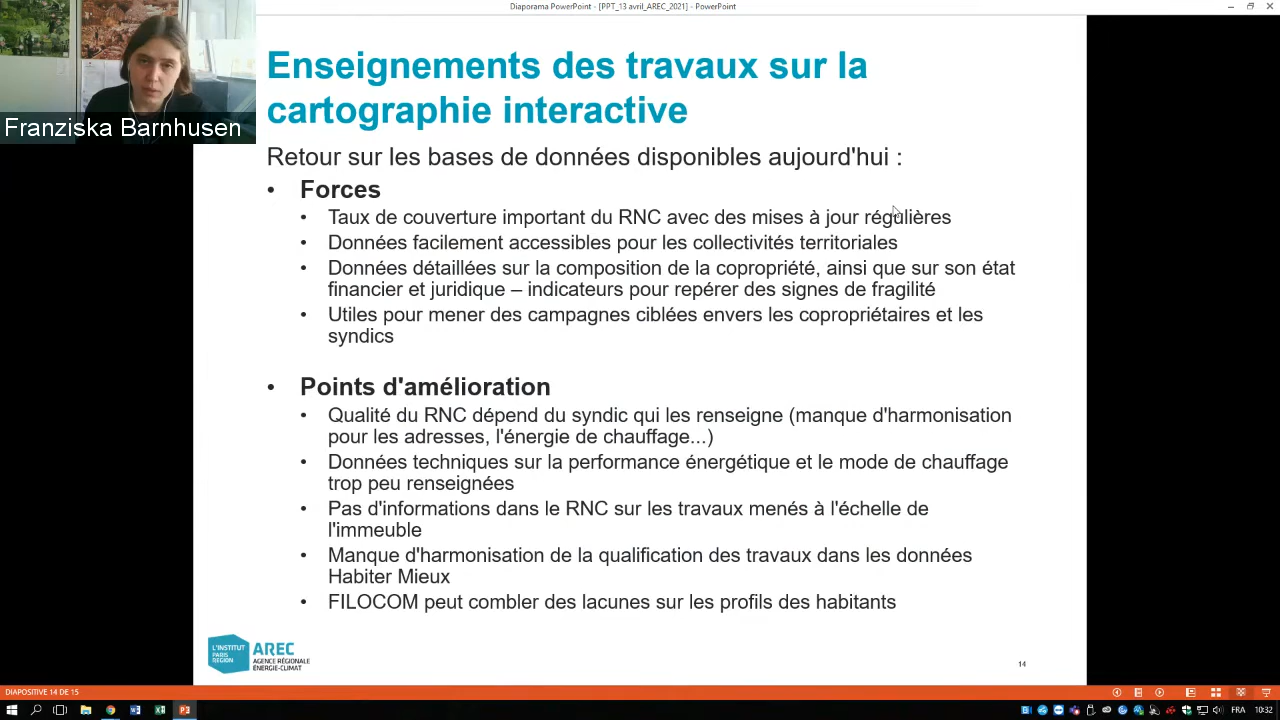 Diaporama PowerPoint - [PPT_13 avril_AREC_2021] - PowerPoint
Franziska Barnhusen
Enseignements des travaux sur la
cartographie interactive
Retour sur les bases de données disponibles aujourd'hui :
• Forces
• Taux de couverture important du RNC avec des mises à jour régulières
• Données facilement accessibles pour les collectivités territoriales
• Données détaillées sur la composition de la copropriété, ainsi que sur son état
financier et juridique – indicateurs pour repérer des signes de fragilité
• Utiles pour mener des campagnes ciblées envers les copropriétaires et les
syndics
• Points d'amélioration
• Qualité du RNC dépend du syndic qui les renseigne (manque d'harmonisation
pour les adresses, l'énergie de chauffage...)
• Données techniques sur la performance énergétique et le mode de chauffage
trop peu renseignées
• Pas d'informations dans le RNC sur les travaux menés à l'échelle de
l'immeuble
• Manque d'harmonisation de la qualification des travaux dans les données
Habiter Mieux
• FILOCOM peut combler des lacunes sur les profils des habitants
L'INSTITUT
PARIS
REGION
AREC
AGENCE RÉGIONALE
ÉNERGIE-CLIMAT
14
DIAPOSITIVE 14 DE 15
FRA
10:32